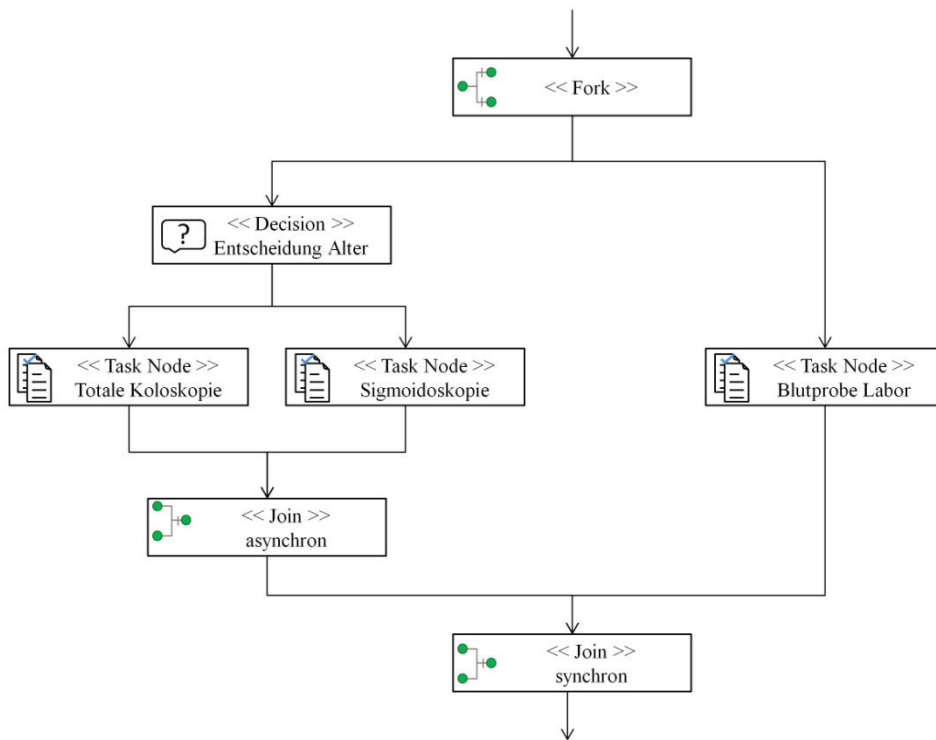 << Fork >>
?
<< Decision >>
Entscheidung Alter
<< Task Node >>
Totale Koloskopie
<< Task Node >>
Sigmoidoskopie
<< Task Node >>
Blutprobe Labor
<< Join >>
asynchron
<< Join >>
synchron